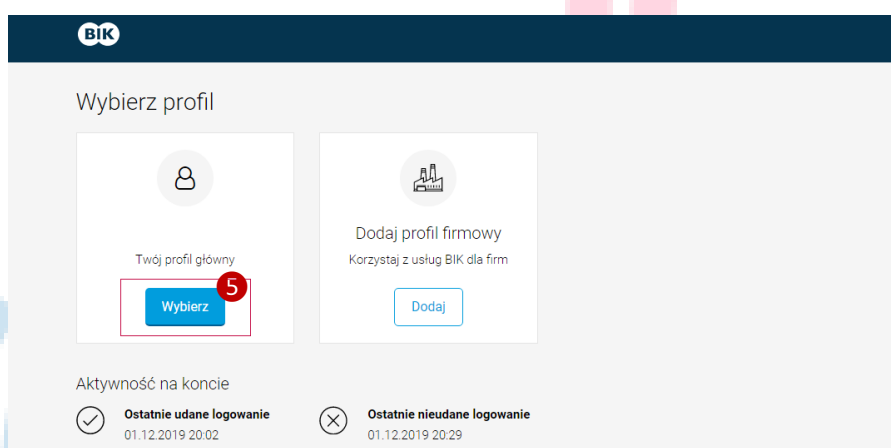 BIK
Wybierz profil
Twój profil główny
5
Wybierz
Dodaj profil firmowy
Korzystaj z usług BIK dla firm
Dodaj
Aktywność na koncie
Ostatnie udane logowanie
01.12.2019 20:02
Ostatnie nieudane logowanie
01.12.2019 20:29